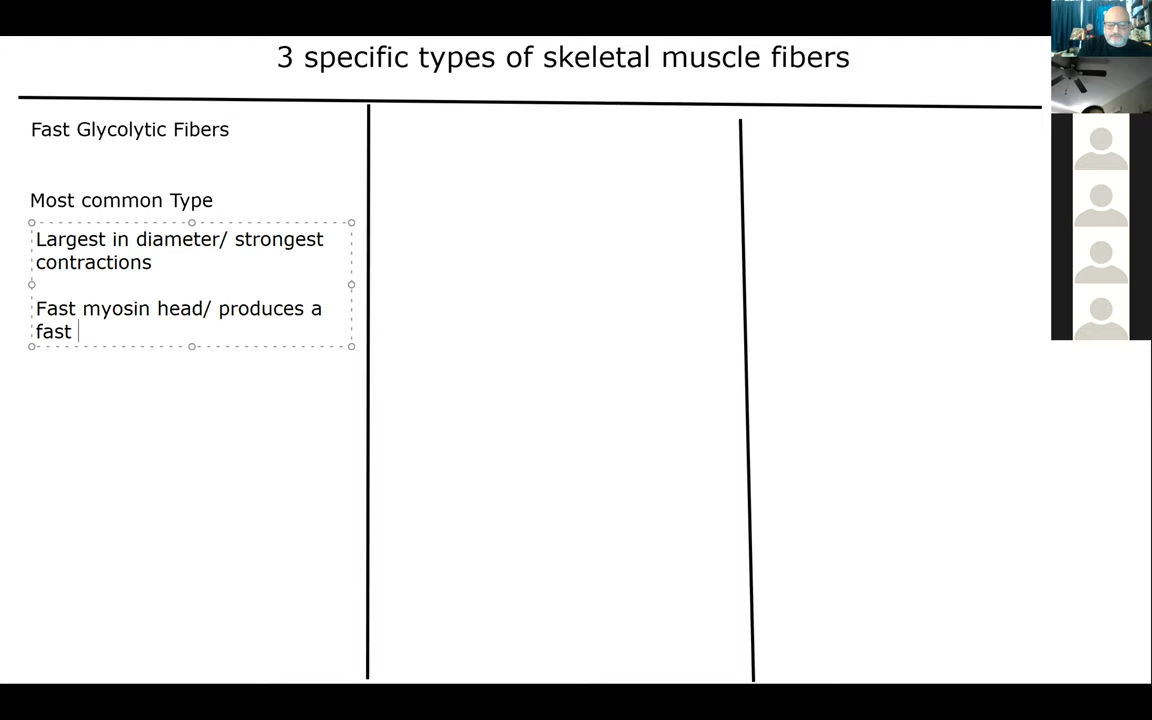 3 specific types of skeletal muscle fibers
Fast Glycolytic Fibers
Most common Type
Largest in diameter/ strongest
contractions
Fast myosin head/ produces a
fast